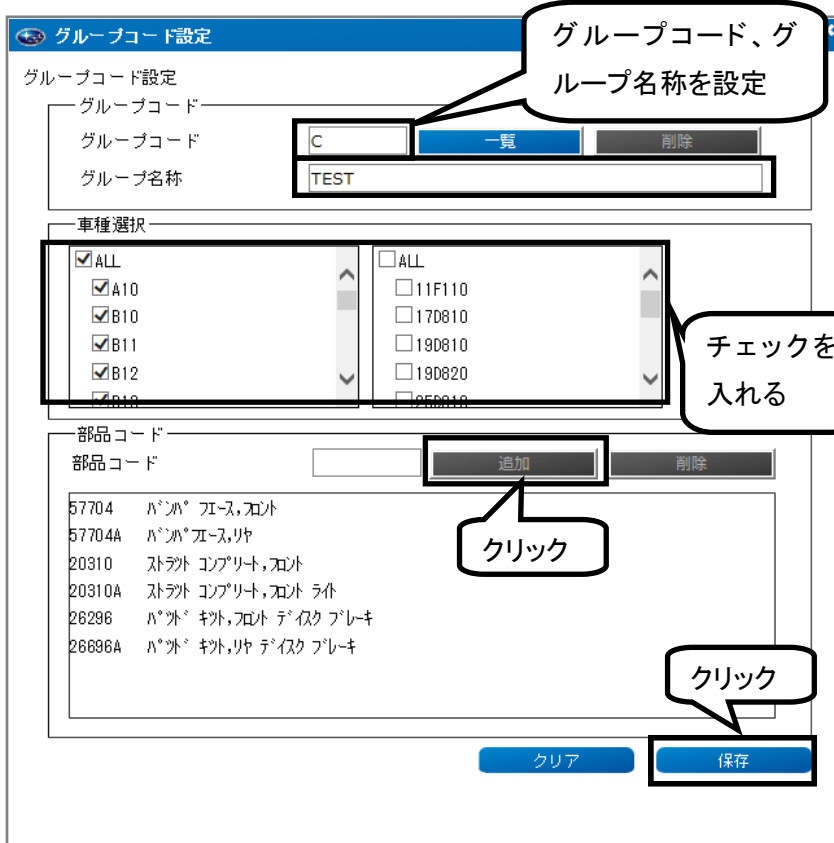 グループコード設定
グループコード、グ
ループ名称を設定
グループコード設定
グループコード
グループコード
C
一覧
削除
グループ名称
TEST
車種選択
ALL
A10
B10
B11
B12
ALL
11F110
17D810
19D810
19D820
チェックを
入れる
部品コード
部品コード
追加
削除
57704 バンパ フエース,フロント
57704A バンパ フエース,リヤ
20310 ストラツト コンプリート,フロント
20310A ストラツト コンプリート,フロント ライト
26296 パツド キツト,フロント デイスク ブレーキ
26696A パツド キツト,リヤ デイスク ブレーキ
クリック
クリック
クリア
保存